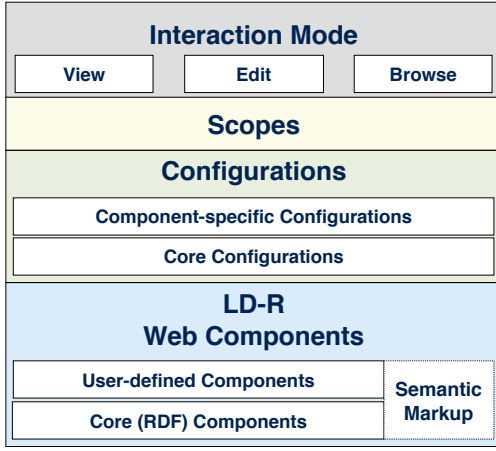 Interaction Mode
View Edit Browse
Scopes
Configurations
Component-specific Configurations
Core Configurations
LD-R
Web Components
User-defined Components
Core (RDF) Components
Semantic
Markup